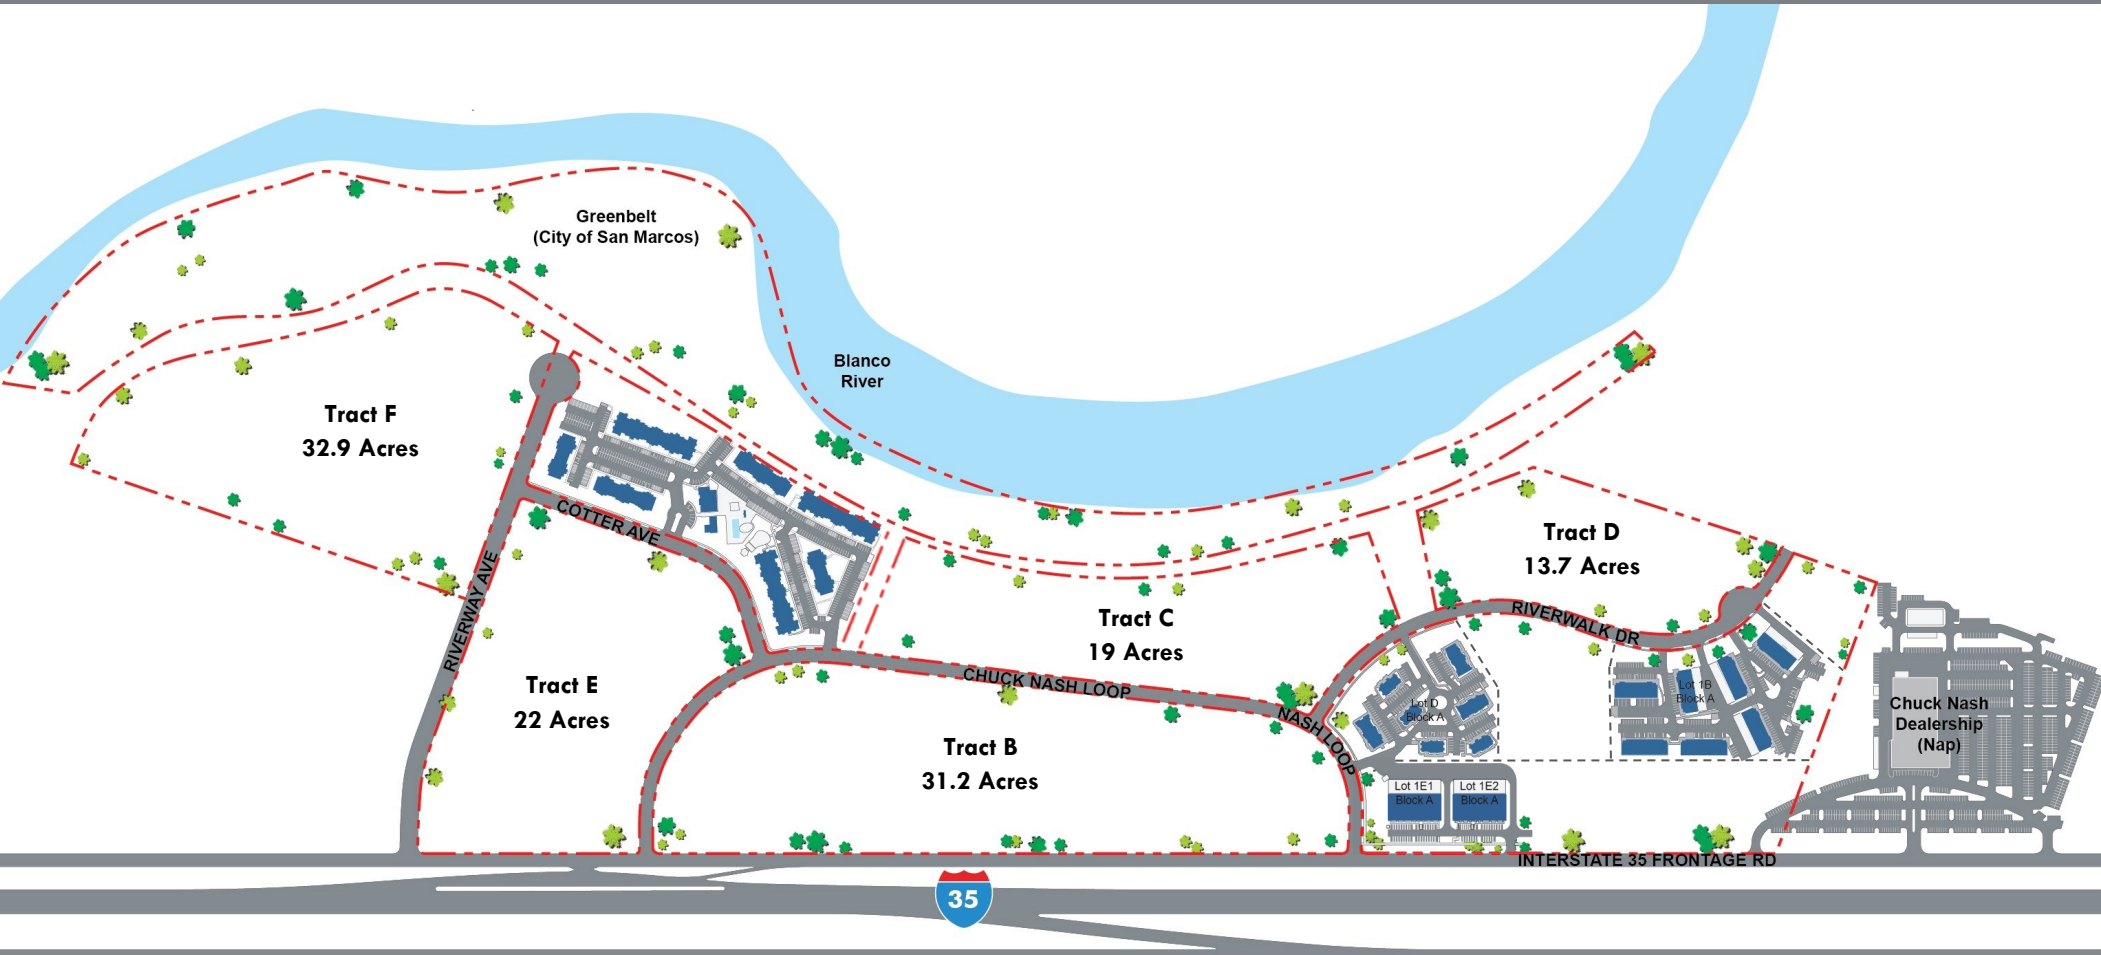 Greenbelt
(City of San Marcos)
Blanco
River
Tract F
32.9 Acres
COTTER AVE
RIVERWAY AVE
Tract D
13.7 Acres
RIVERWALK DR
Tract C
19 Acres
CHUCK NASH LOOP
NASH LOOP
Tract E
22 Acres
Tract B
31.2 Acres
Lot D
Block A
Lot 1B
Block A
Chuck Nash
Dealership
(Nap)
Lot 1E1
Block A
Lot 1E2
Block A
INTERSTATE 35 FRONTAGE RD
35